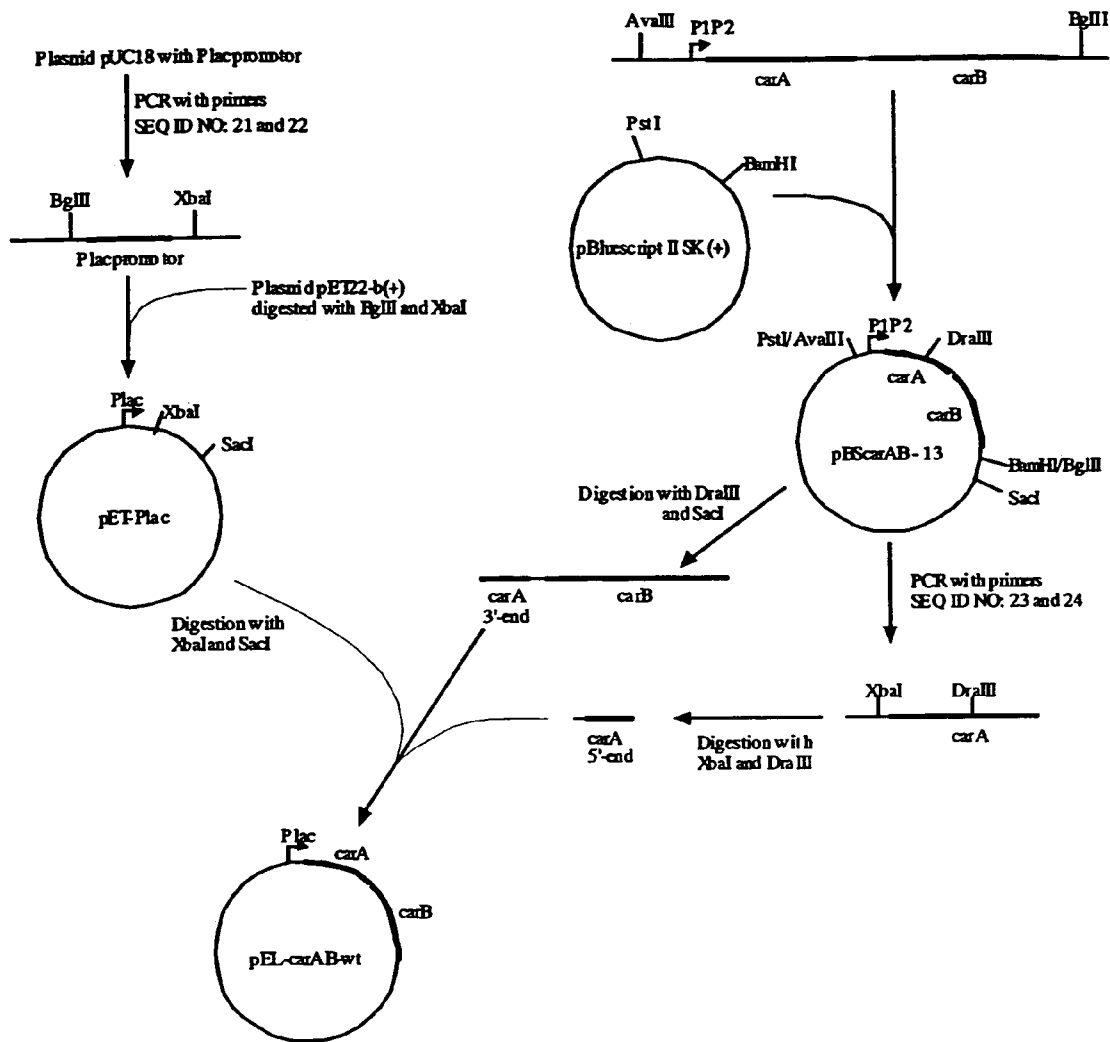 Plasmid pUC18 with Plac promotor
PCR with primers
SEQ ID NO: 21 and 22
BglII
XbaI
Plac promotor
Plasmid pET22-b(+)
digested with BglII and XbaI
Plac
XbaI
SacI
pET-Plac
Digestion with
XbaI and SacI
AvaIII
P1P2
BglII
carA
carB
PstI
BamHI
pBluescript II SK (+)
PstI/AvaIII
P1P2
DraIII
carA
carB
pBScarAB-13
BamHI/BglII
SacI
Digestion with DraIII
and SacI
carA
carB
3'-end
PCR with primers
SEQ ID NO: 23 and 24
XbaI
DraIII
carA
Digestion with
XbaI and DraIII
carA
5'-end
Plac
carA
carB
pEL-carAB-wt